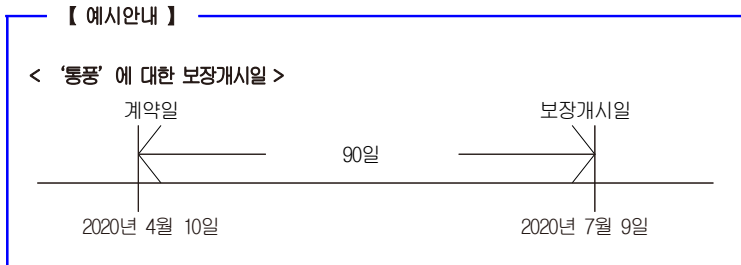 【 예시안내 】
< ‘통풍’ 에 대한 보장개시일 >
계약일 보장개시일
90일
2020년 4월 10일 2020년 7월 9일